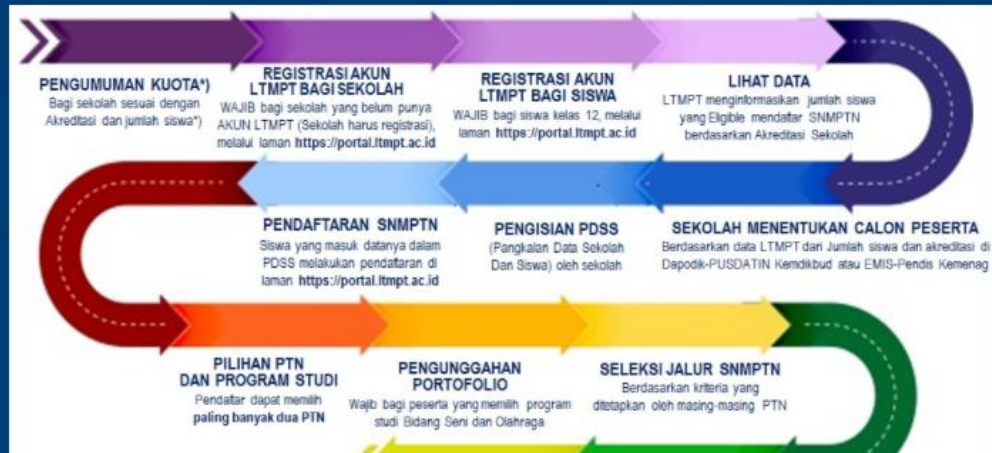 PENGUMUMAN KUOTA*)
Bagi sekolah sesuai dengan
Akreditasi dan jumlah siswa*)
REGISTRASI AKUN
LTMPT BAGI SEKOLAH
WAJIB bagi sekolah yang belum punya
AKUN LTMPT (Sekolah harus registrasi),
melalui laman https://portal.ltmpt.ac.id
REGISTRASI AKUN
LTMPT BAGI SISWA
WAJIB bagi siswa kelas 12, melalui
laman https://portal.ltmpt.ac.id
LIHAT DATA
LTMPT menginformasikan jumlah siswa
yang Eligible mendaftar SNMPTN
berdasarkan Akreditasi Sekolah
PENDAFTARAN SNMPTN
Siswa yang masuk datanya dalam
PDSS melakukan pendattaran di
laman https://portal.ltmpt.ac.id
PENGISIAN PDSS
(Pangkalan Data Sekolah
Dan Siswa) oleh sekolah
SEKOLAH MENENTUKAN CALON PESERTA
Berdasarkan data LTMPT dari Jumlah siswa dan akreditasi di
Dapodik-PUSDATIN Kemdikbud atau EMIS-Pendis Kemenag
PILIHAN PTN
DAN PROGRAM STUDI
Pendaftar dapat memilih
paling banyak dua PTN
PENGUNGGAHAN
PORTOFOLIO
Wajib bagi peserta yang memilih program
studi Bidang Seni dan Olahraga
SELEKSI JALUR SNMPTN
Berdasarkan kriteria yang
ditetapkan oleh masing-masing PTN